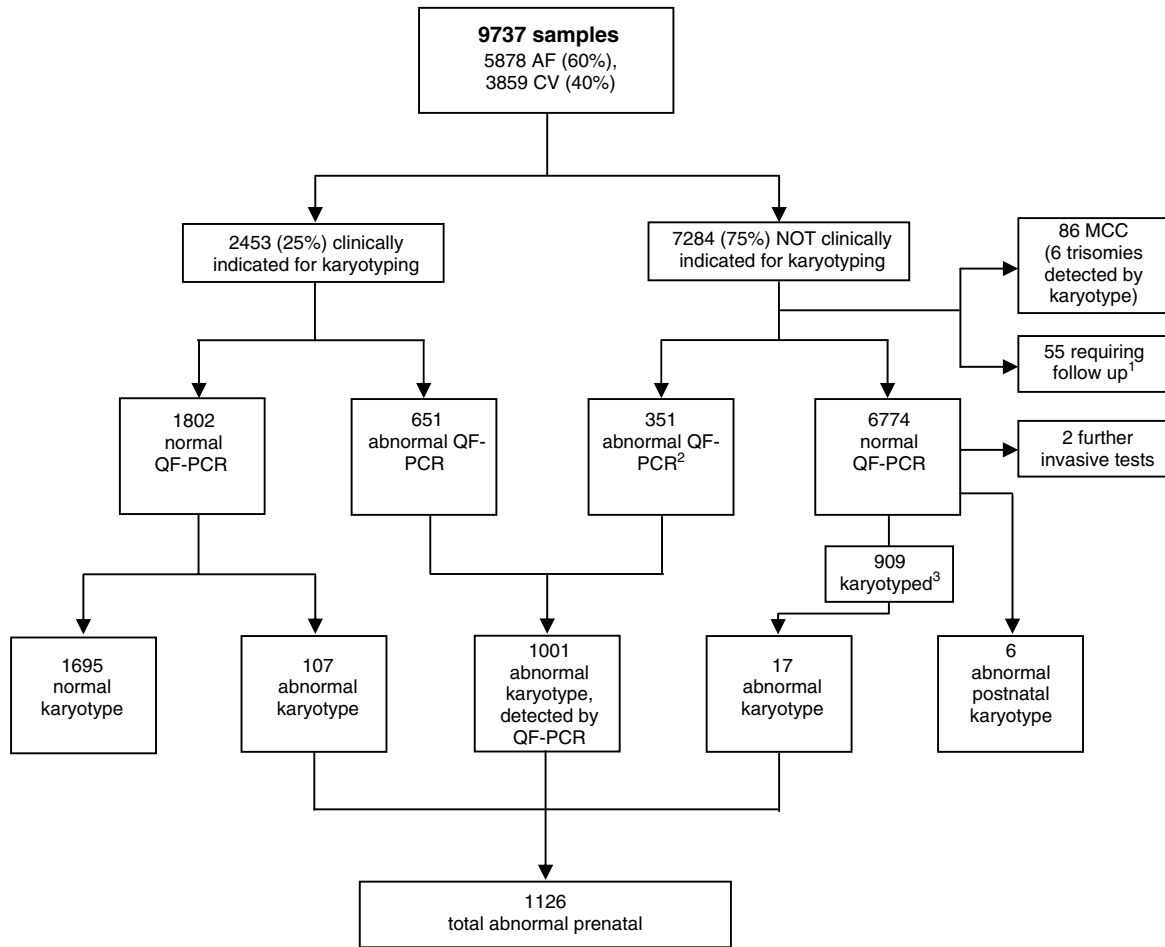 9737 samples
5878 AF (60%),
3859 CV (40%)
2453 (25%) clinically
indicated for karyotyping
7284 (75%) NOT clinically
indicated for karyotyping
86 MCC
(6 trisomies
detected by
karyotype)
55 requiring
follow up1
1802
normal
QF-PCR
651
abnormal QF-
PCR
351
abnormal QF-
PCR2
6774
normal
QF-PCR
2 further
invasive tests
909
karyotyped3
1695
normal
karyotype
107
abnormal
karyotype
1001
abnormal
karyotype,
detected by
QF-PCR
17
abnormal
karyotype
6
abnormal
postnatal
karyotype
1126
total abnormal prenatal